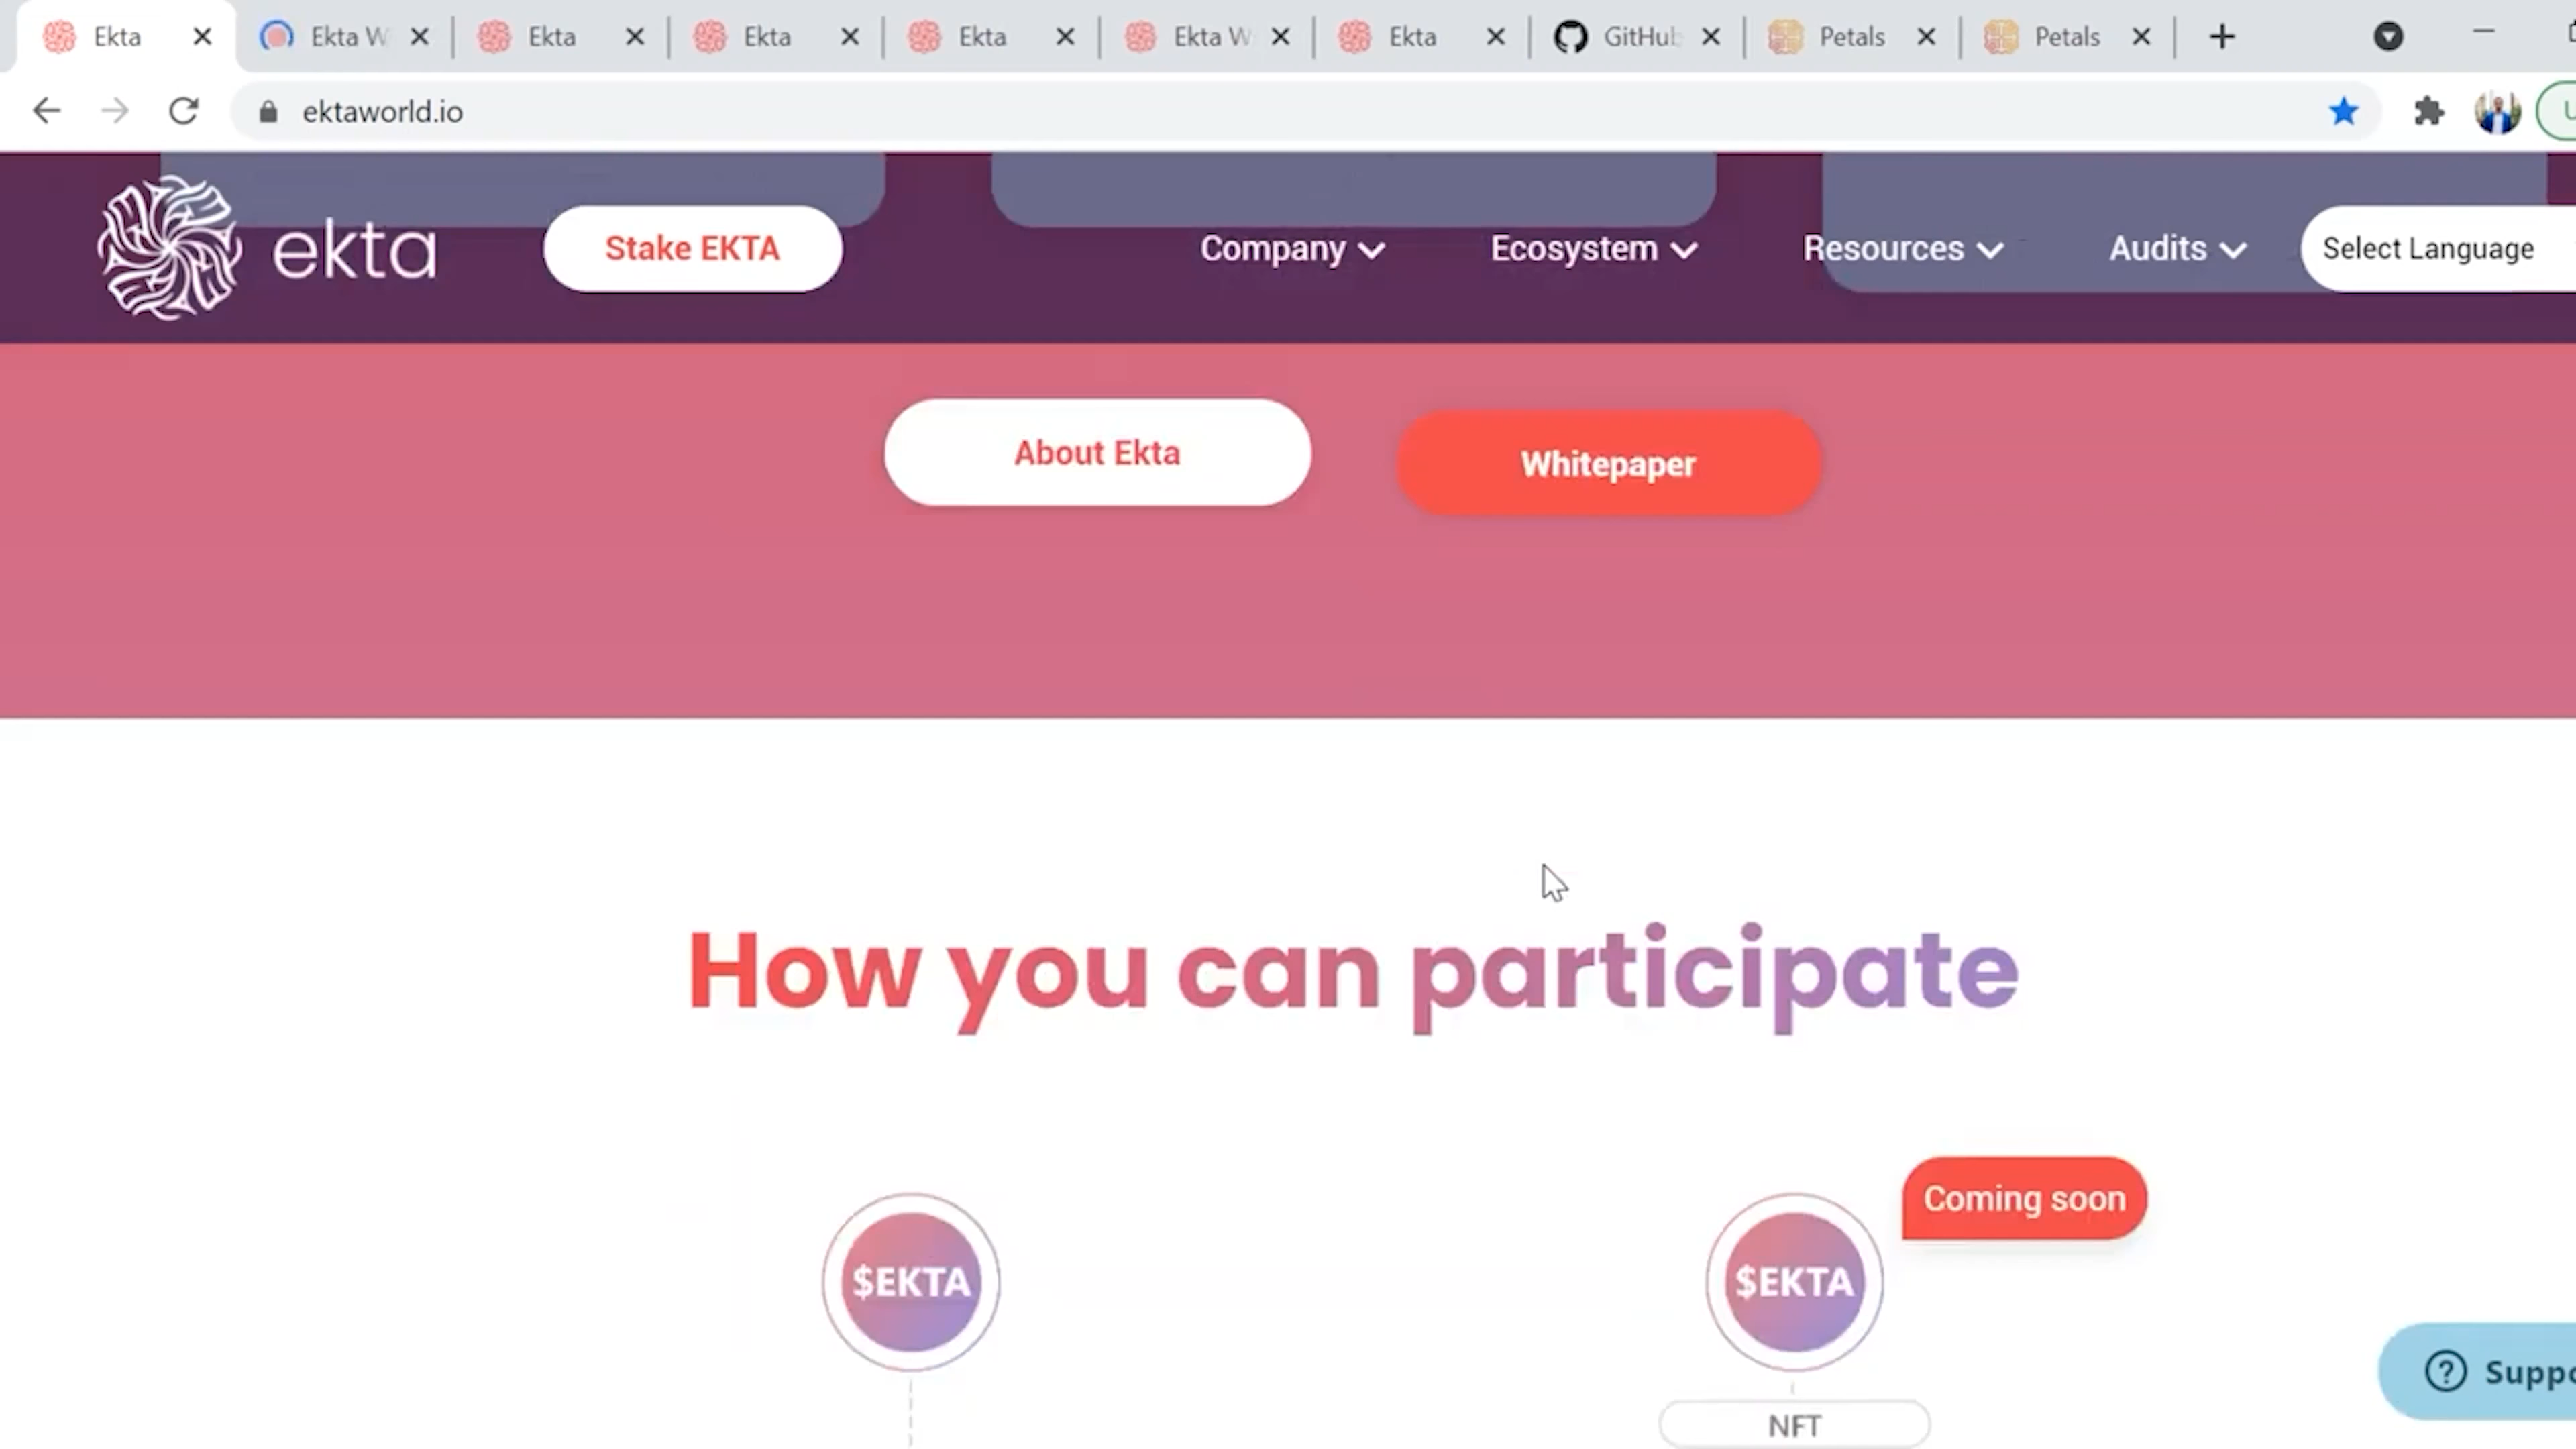 Ekta
Ekta W
Ekta
Ekta
Ekta
Ekta W
Ekta
GitHub
Petals
Petals
ektaworld.io
ekta
Stake EKTA
Company
Ecosystem
Resources
Audits
Select Language
About Ekta
Whitepaper
How you can participate
Coming soon
$EKTA
$EKTA
NFT